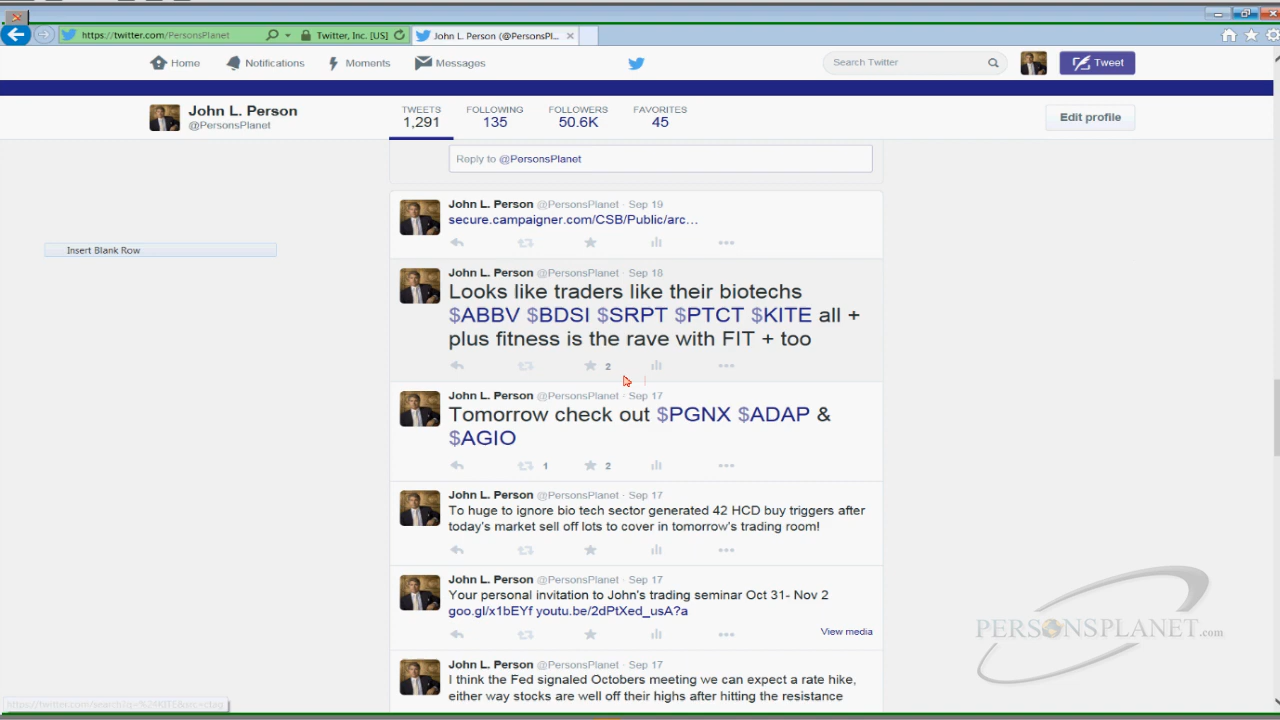 https://twitter.com/PersonsPlanet
Twitter, Inc. [US]
John L. Person (@PersonsPl...
Home
Notifications
Moments
Messages
Search Twitter
Tweet
John L. Person
@PersonsPlanet
TWEETS
1,291
FOLLOWING
135
FOLLOWERS
50.6K
FAVORITES
45
Edit profile
Reply to @PersonsPlanet
Insert Blank Row
John L. Person @PersonsPlanet · Sep 19
secure.campaigner.com/CSB/Public/arc...
John L. Person @PersonsPlanet · Sep 18
Looks like traders like their biotechs
$ABBV $BDSI $SRPT $PTCT $KITE all +
plus fitness is the rave with FIT + too
2
John L. Person @PersonsPlanet · Sep 17
Tomorrow check out $PGNX $ADAP &
$AGIO
1 2
John L. Person @PersonsPlanet · Sep 17
To huge to ignore bio tech sector generated 42 HCD buy triggers after
today's market sell off lots to cover in tomorrow's trading room!
John L. Person @PersonsPlanet · Sep 17
Your personal invitation to John's trading seminar Oct 31- Nov 2
goo.gl/x1bEYf youtu.be/2dPtXed_usA?a
View media
John L. Person @PersonsPlanet · Sep 17
I think the Fed signaled Octobers meeting we can expect a rate hike,
either way stocks are well off their highs after hitting the resistance
PERSONSPLANET.com